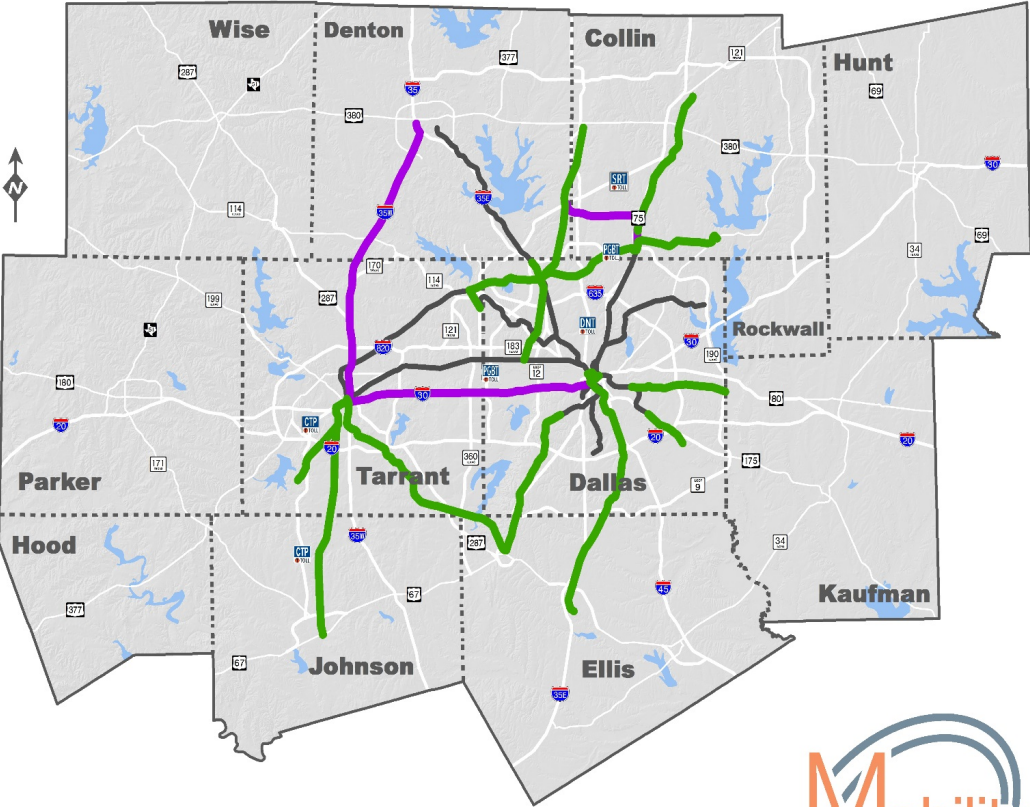 Wise
Denton
Collin
Hunt
287
377
121
69
35
380
380
30
SRT
TOLL
114
35W
35E
75
69
34
PGBT
TOLL
170
114
199
287
635
DNT
TOLL
121
Rockwall
183
820
30
190
12
PGBT
TOLL
180
30
80
20
CTP
TOLL
20
20
20
360
171
175
Parker
Tarrant
Dallas
9
Hood
35W
287
34
CTP
TOLL
45
67
Kaufman
377
67
Johnson
Ellis
35E
M